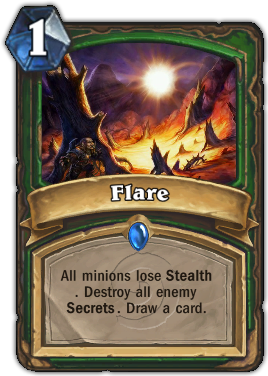 1
Flare
All minions lose Stealth
. Destroy all enemy
Secrets . Draw a card.